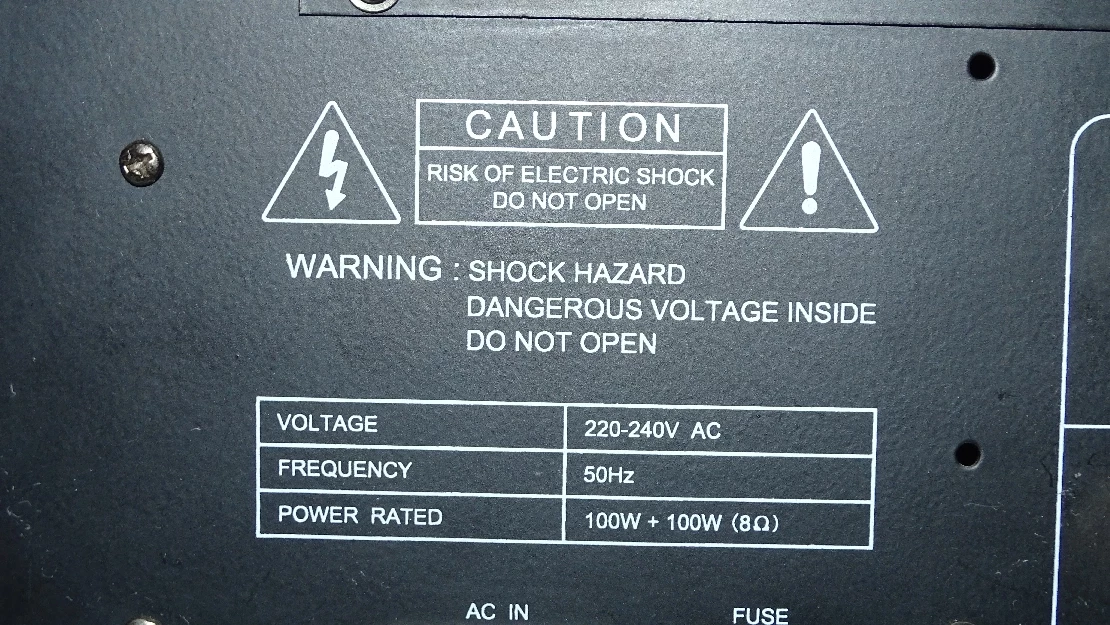 CAUTION
RISK OF ELECTRIC SHOCK
DO NOT OPEN
WARNING : SHOCK HAZARD
DANGEROUS VOLTAGE INSIDE
DO NOT OPEN
VOLTAGE 220-240V AC
FREQUENCY 50Hz
POWER RATED 100W + 100W (8Ω)
AC IN FUSE